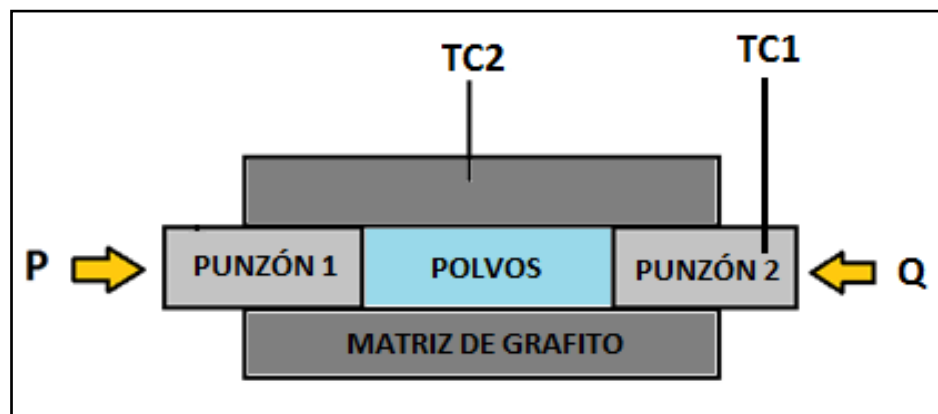 TC2
TC1
P
PUNZÓN 1
POLVOS
PUNZÓN 2
Q
MATRIZ DE GRAFITO